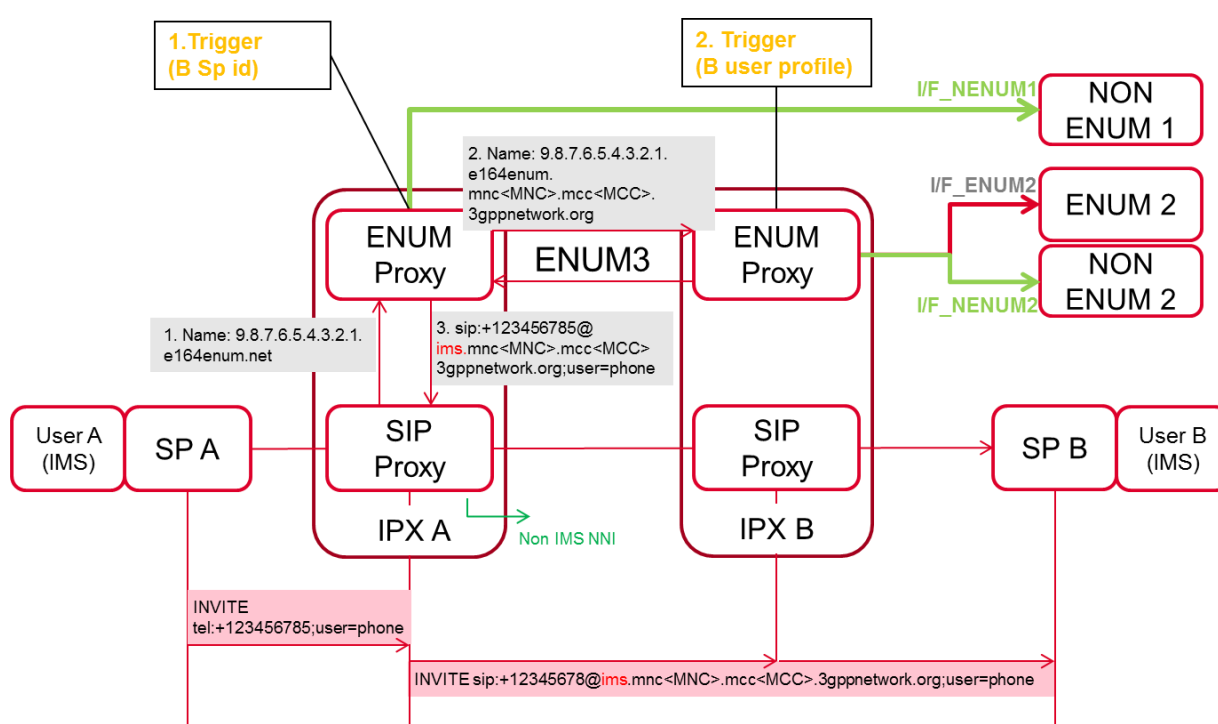 1.Trigger
(B Sp id)
2. Trigger
(B user profile)
I/F_NENUM1
NON
ENUM 1
2. Name: 9.8.7.6.5.4.3.2.1.
e164enum.
mnc<MNC>.mcc<MCC>.
3gppnetwork.org
I/F_ENUM2
ENUM 2
ENUM
Proxy
ENUM3
ENUM
Proxy
NON
ENUM 2
I/F_NENUM2
1. Name: 9.8.7.6.5.4.3.2.1.
e164enum.net
3. sip:+123456785@
ims.mnc<MNC>.mcc<MCC>
3gppnetwork.org;user=phone
User A
(IMS)
SP A
SIP
Proxy
SIP
Proxy
SP B
User B
(IMS)
IPX A
Non IMS NNI
IPX B
INVITE
tel:+123456785;user=phone
INVITE sip:+12345678@ims.mnc<MNC>.mcc<MCC>.3gppnetwork.org;user=phone